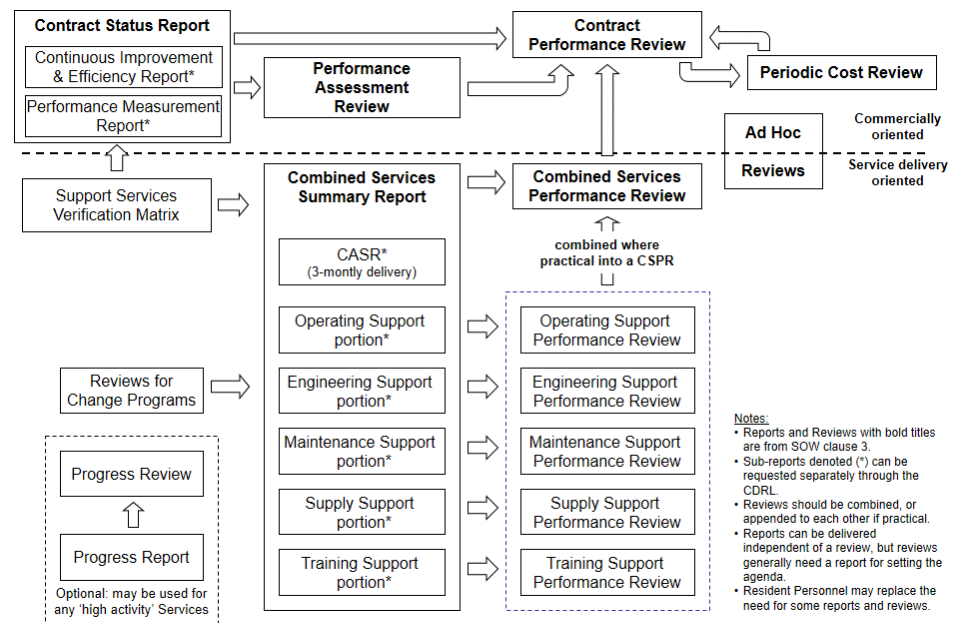 Contract Status Report
Continuous Improvement
& Efficiency Report*
Performance Measurement
Report*
Performance
Assessment
Review
Contract
Performance Review
Periodic Cost Review
Ad Hoc
Reviews
Commercially
oriented
Service delivery
oriented
Support Services
Verification Matrix
Combined Services
Summary Report
CASR*
(3-montly delivery)
Operating Support
portion*
Engineering Support
portion*
Maintenance Support
portion*
Supply Support
portion*
Training Support
portion*
Combined Services
Performance Review
combined where
practical into a CSPR
Operating Support
Performance Review
Engineering Support
Performance Review
Maintenance Support
Performance Review
Supply Support
Performance Review
Training Support
Performance Review
Reviews for
Change Programs
Progress Review
Progress Report
Optional: may be used for
any ‘high activity’ Services
Notes:
• Reports and Reviews with bold titles
are from SOW clause 3.
• Sub-reports denoted (*) can be
requested separately through the
CDRL.
• Reviews should be combined, or
appended to each other if practical.
• Reports can be delivered
independent of a review, but reviews
generally need a report for setting the
agenda.
• Resident Personnel may replace the
need for some reports and reviews.